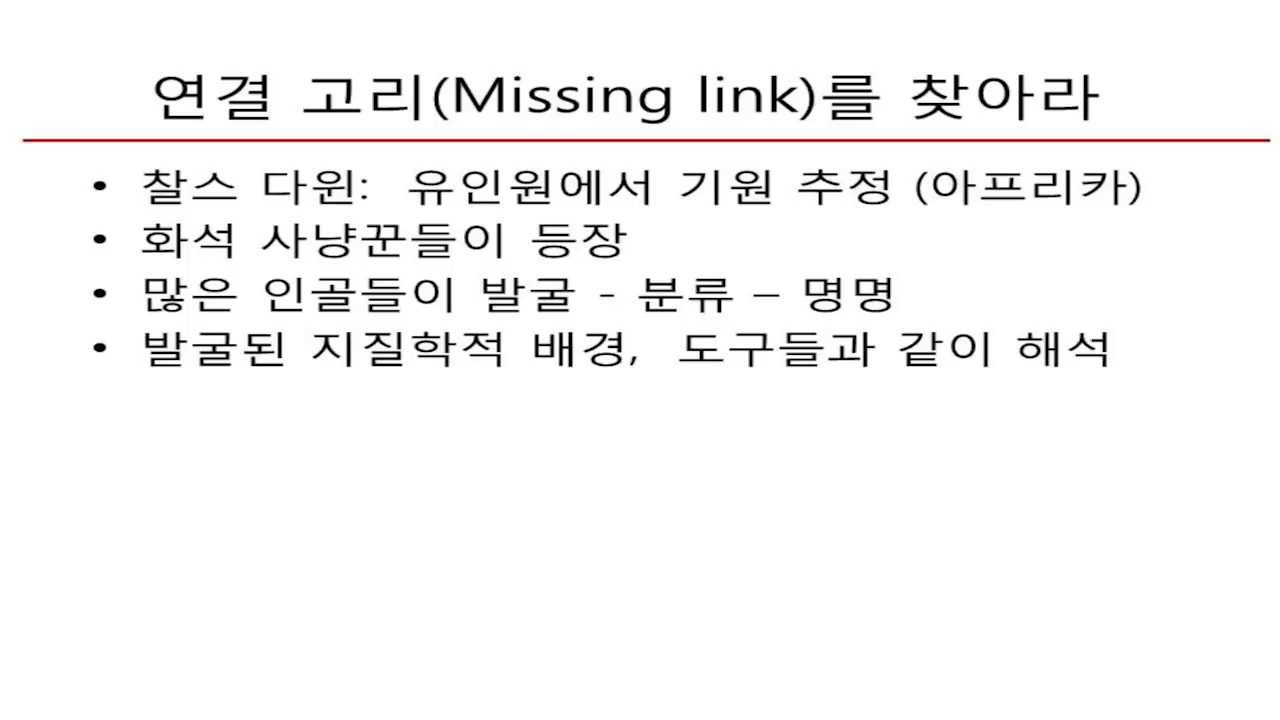 연결 고리(Missing link)를 찾아라
• 찰스 다윈: 유인원에서 기원 추정 (아프리카)
• 화석 사냥꾼들이 등장
• 많은 인골들이 발굴 - 분류 – 명명
• 발굴된 지질학적 배경, 도구들과 같이 해석